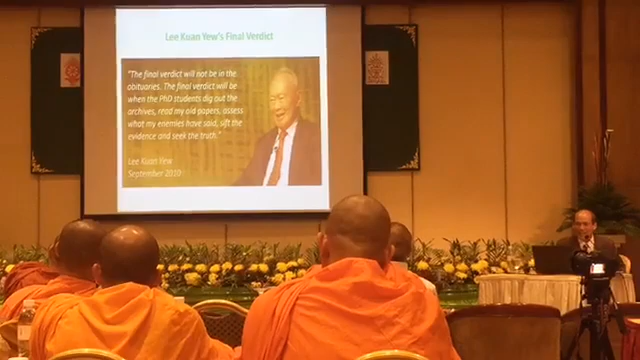 Lee Kuan Yew's Final Verdict
"The final verdict will not be in the
obituaries. The final verdict will be
when the PhD students dig out the
archives, read my old papers, assess
what my enemies have said, sift the
evidence and seek the truth."
Lee Kuan Yew
September 2010